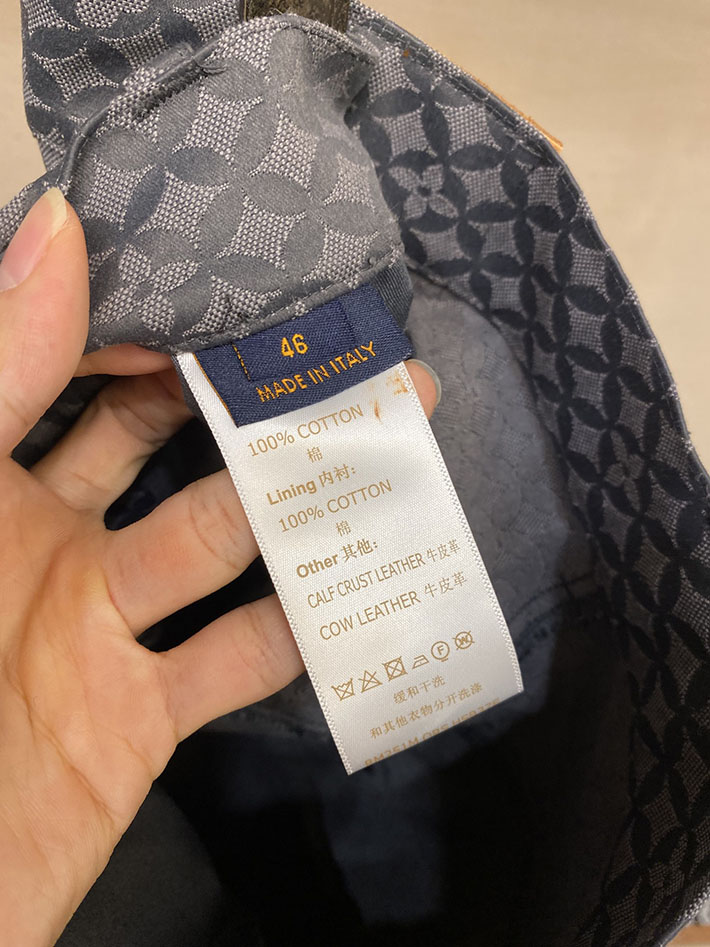 46
MADE IN ITALY
100% COTTON
棉
Lining 内衬:
100% COTTON
棉
Other 其他:
CALF CRUST LEATHER 牛皮革
COW LEATHER 牛皮革
F
W
缓和干洗
和其他衣物分开洗涤